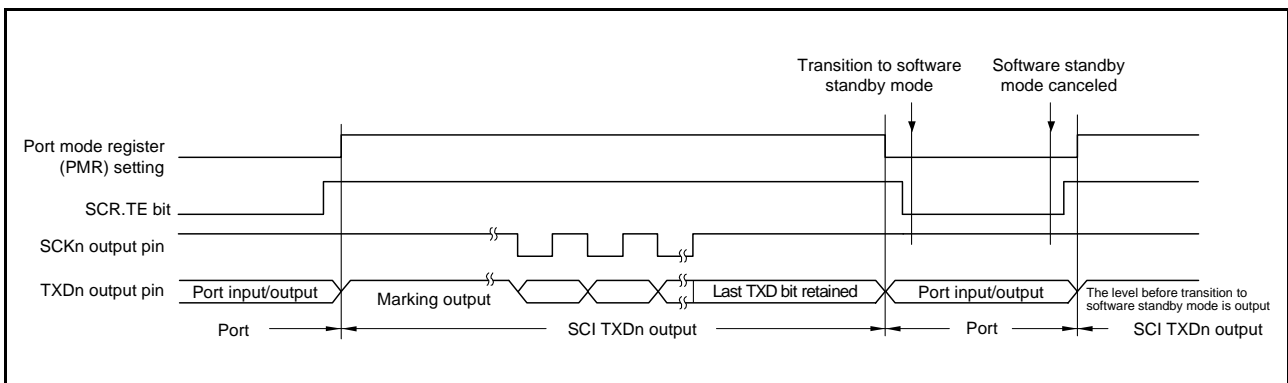 Transition to software
standby mode
Software standby
mode canceled
Port mode register
(PMR) setting
SCR.TE bit
SCKn output pin
TXDn output pin
Port input/output
Marking output
Last TXD bit retained
Port input/output
The level before transition to
software standby mode is output
Port
SCI TXDn output
Port
SCI TXDn output